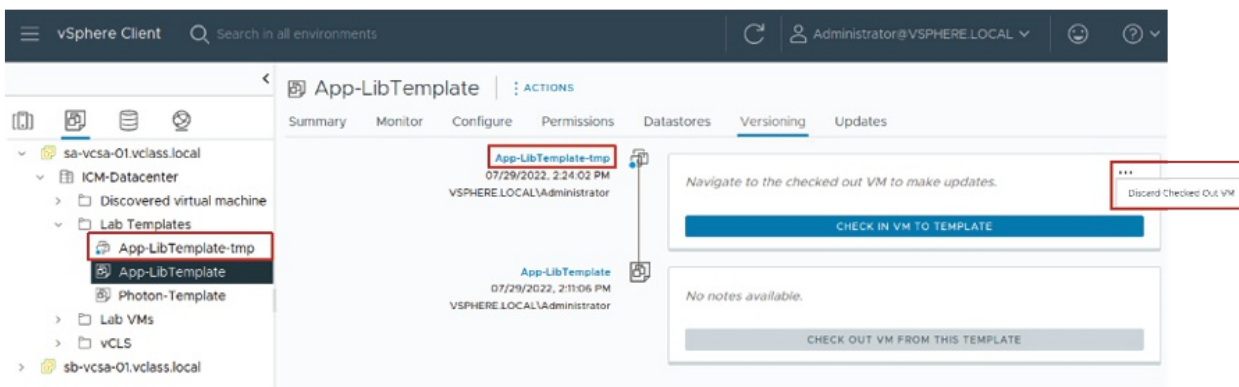 vSphere Client
Search in all environments
Administrator@VSPHERE.LOCAL
App-LibTemplate
ACTIONS
Summary Monitor Configure Permissions Datastores Versioning Updates
sa-vcsa-01.vclass.local
ICM-Datacenter
Discovered virtual machine
Lab Templates
App-LibTemplate-tmp
App-LibTemplate
Photon-Template
Lab VMs
vCLS
sb-vcsa-01.vclass.local
App-LibTemplate-tmp
07/29/2022, 2:24:02 PM
VSPHERE.LOCAL\Administrator
Navigate to the checked out VM to make updates.
...
Discard Checked Out VM
CHECK IN VM TO TEMPLATE
App-LibTemplate
07/29/2022, 2:11:06 PM
VSPHERE.LOCAL\Administrator
No notes available.
CHECK OUT VM FROM THIS TEMPLATE